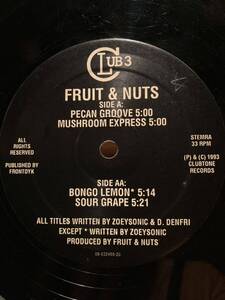 CLUB 3
FRUIT & NUTS
SIDE A:
PECAN GROOVE 5:00
MUSHROOM EXPRESS 5:00
ALL
RIGHTS
RESERVED
PUBLISHED BY
FRONTDYK
STEMRA
33 RPM
(P) & (C) 1993
CLUBTONE
RECORDS
SIDE AA:
BONGO LEMON* 5:14
SOUR GRAPE 5:21
ALL TITLES WRITTEN BY ZOEYSONIC & D. DENFRI
EXCEPT * WRITTEN BY ZOEYSONIC
PRODUCED BY FRUIT & NUTS